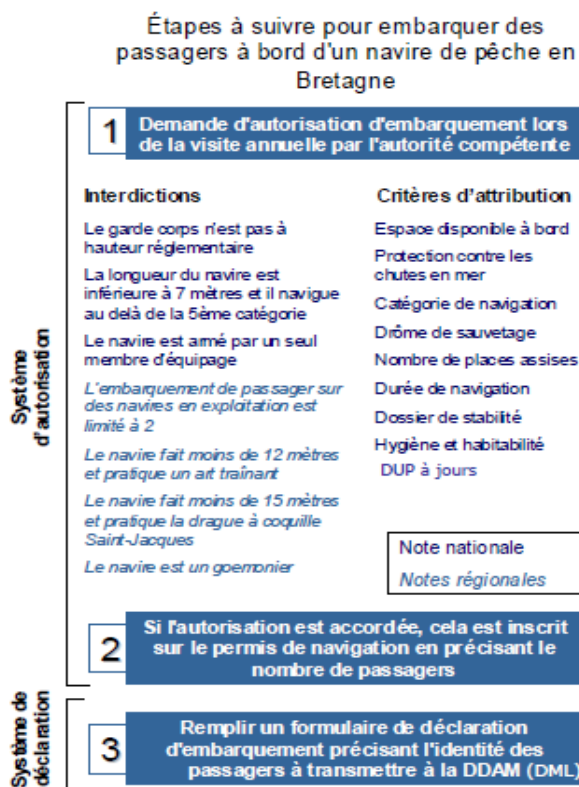 Étapes à suivre pour embarquer des
passagers à bord d'un navire de pêche en
Bretagne
Système
d'autorisation
1
Demande d'autorisation d'embarquement lors
de la visite annuelle par l'autorité compétente
Interdictions
Le garde corps n'est pas à
hauteur réglementaire
La longueur du navire est
inférieure à 7 mètres et il navigue
au delà de la 5ème catégorie
Le navire est armé par un seul
membre d'équipage
L'embarquement de passager sur
des navires en exploitation est
limité à 2
Le navire fait moins de 12 mètres
et pratique un art traînant
Le navire fait moins de 15 mètres
et pratique la drague à coquille
Saint-Jacques
Le navire est un goemonier
Critères d'attribution
Espace disponible à bord
Protection contre les
chutes en mer
Catégorie de navigation
Drôme de sauvetage
Nombre de places assises
Durée de navigation
Dossier de stabilité
Hygiène et habitabilité
DUP à jours
Note nationale
Notes régionales
2
Si l'autorisation est accordée, cela est inscrit
sur le permis de navigation en précisant le
nombre de passagers
Système de
déclaration
3
Remplir un formulaire de déclaration
d'embarquement précisant l'identité des
passagers à transmettre à la DDAM (DML)